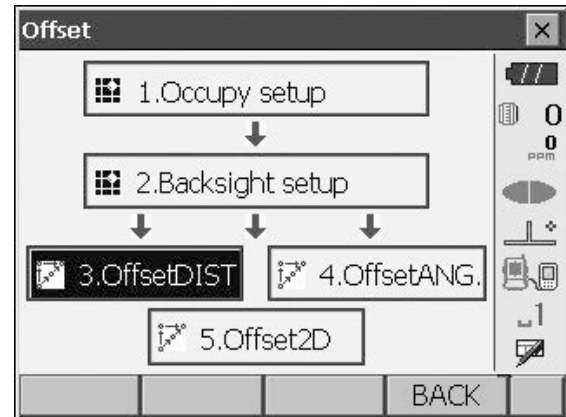 Offset
1.Occupy setup
0
0
PPM
2.Backsight setup
3.OffsetDIST
4.OffsetANG.
5.Offset2D
1
BACK